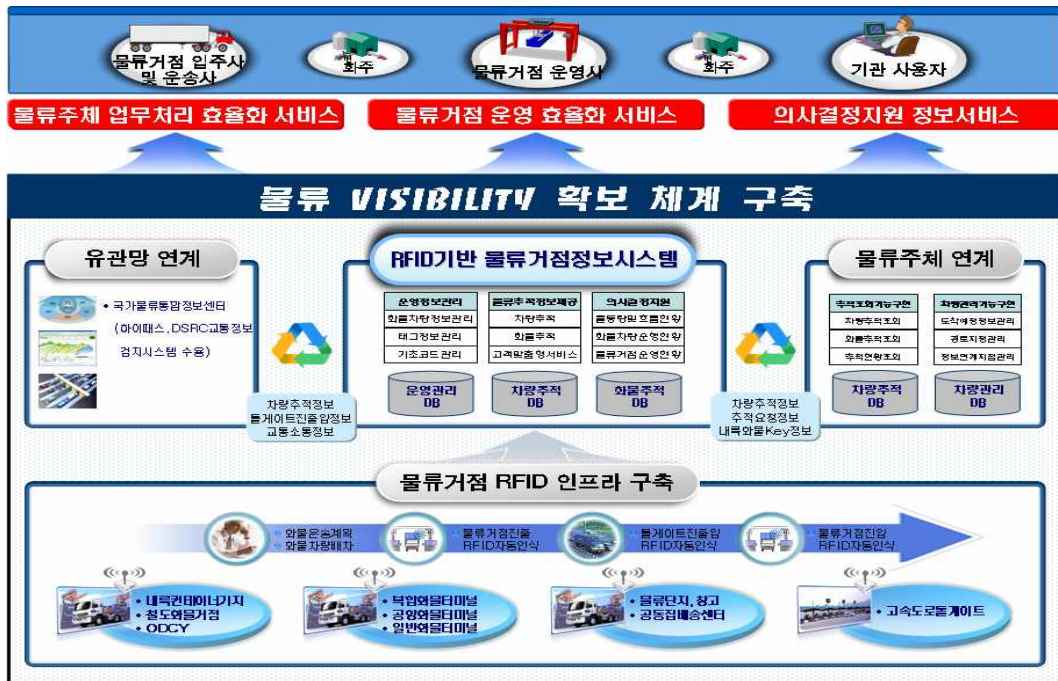 물류거점 입주사
및 운송사
화주
물류거점 운영사
화주
기관 사용자
물류주체 업무처리 효율화 서비스
물류거점 운영 효율화 서비스
의사결정지원 정보서비스
물류 VISIBILITY 확보 체계 구축
유관망 연계
• 국가물류통합정보센터
(하이패스, DSRC교통정보
검지시스템 수용)
차량추적정보
톨게이트진출입정보
교통소통정보
RFID기반 물류거점정보시스템
운영정보관리
화물차량정보관리
태그정보관리
기초코드관리
물류추적정보제공
차량추적
화물추적
고객맞춤형서비스
의사결정지원
물동량및흐름현황
화물차량운영현황
물류거점운영현황
운영관리
DB
차량추적
DB
화물추적
DB
차량추적정보
추적요청정보
내륙화물Key정보
물류주체 연계
추적조회기능구현
차량추적조회
화물추적조회
추적현황조회
차량관리기능구현
도착예정정보관리
경로지정관리
정보연계지점관리
차량추적
DB
차량관리
DB
물류거점 RFID 인프라 구축
화물운송계획
화물차량배차
물류거점진출
RFID자동인식
톨게이트진출입
RFID자동인식
물류거점진입
RFID자동인식
• 내륙컨테이너기지
• 철도화물거점
• ODCY
• 복합화물터미널
• 공항화물터미널
• 일반화물터미널
• 물류단지, 창고
• 공동집배송센터
• 고속도로톨게이트